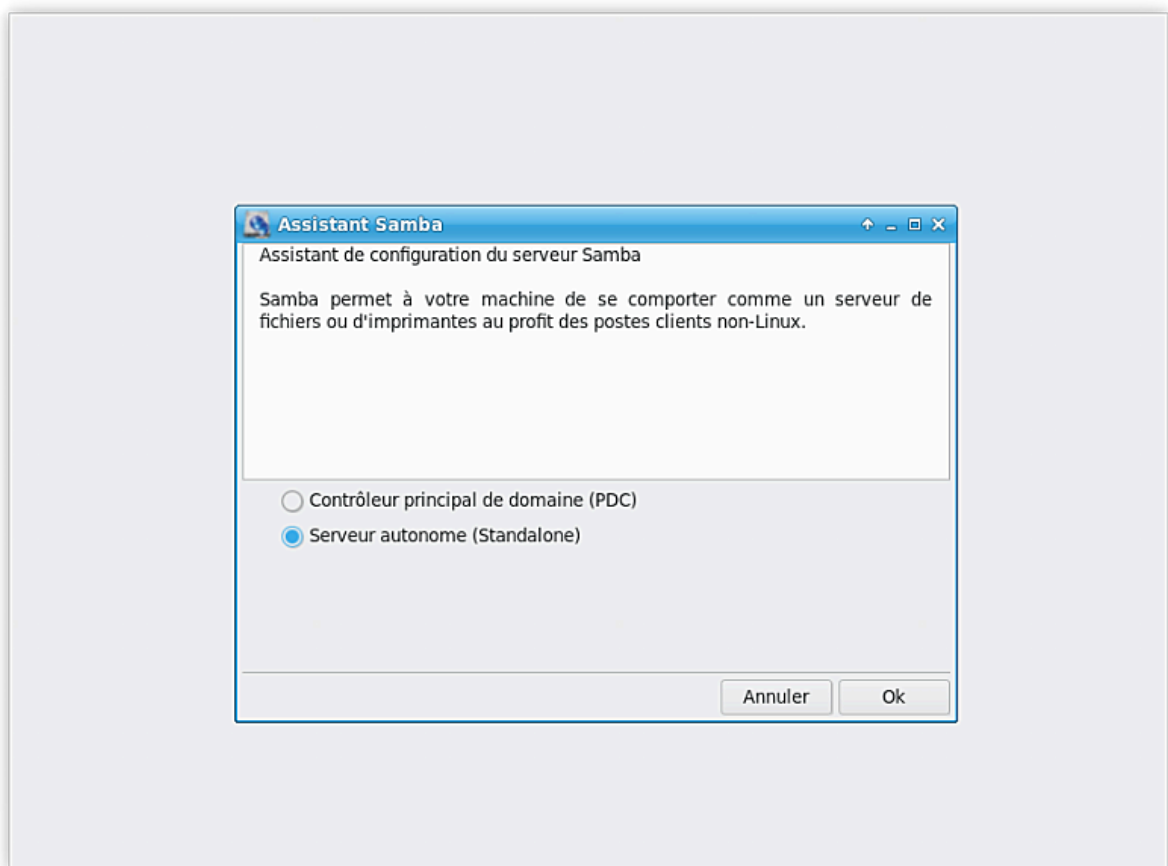 Assistant Samba
Assistant de configuration du serveur Samba
Samba permet à votre machine de se comporter comme un serveur de
fichiers ou d'imprimantes au profit des postes clients non-Linux.
Contrôleur principal de domaine (PDC)
Serveur autonome (Standalone)
Annuler
Ok